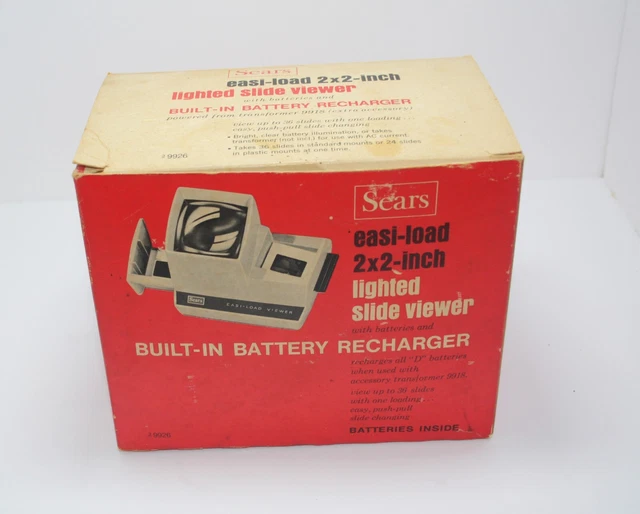 Sears
easi-load 2x2-inch
lighted slide viewer
with batteries and
BUILT-IN BATTERY RECHARGER
powered from transformer 9918 (extra accessory)
view up to 36 slides with one loading...
easy, push-pull slide changing
• Bright, clear battery illumination, or takes
transformer (not incl.) for use with AC current.
• Takes 36 slides in standard mounts or 24 slides
in plastic mounts at one time.
#9926
Sears
easi-load
2x2-inch
lighted
slide viewer
with batteries and
BUILT-IN BATTERY RECHARGER
recharges all "D" batteries
when used with
accessory transformer 9918.
view up to 36 slides
with one loading
easy, push-pull
slide changing
BATTERIES INSIDE
#9926
Sears
EASI-LOAD VIEWER